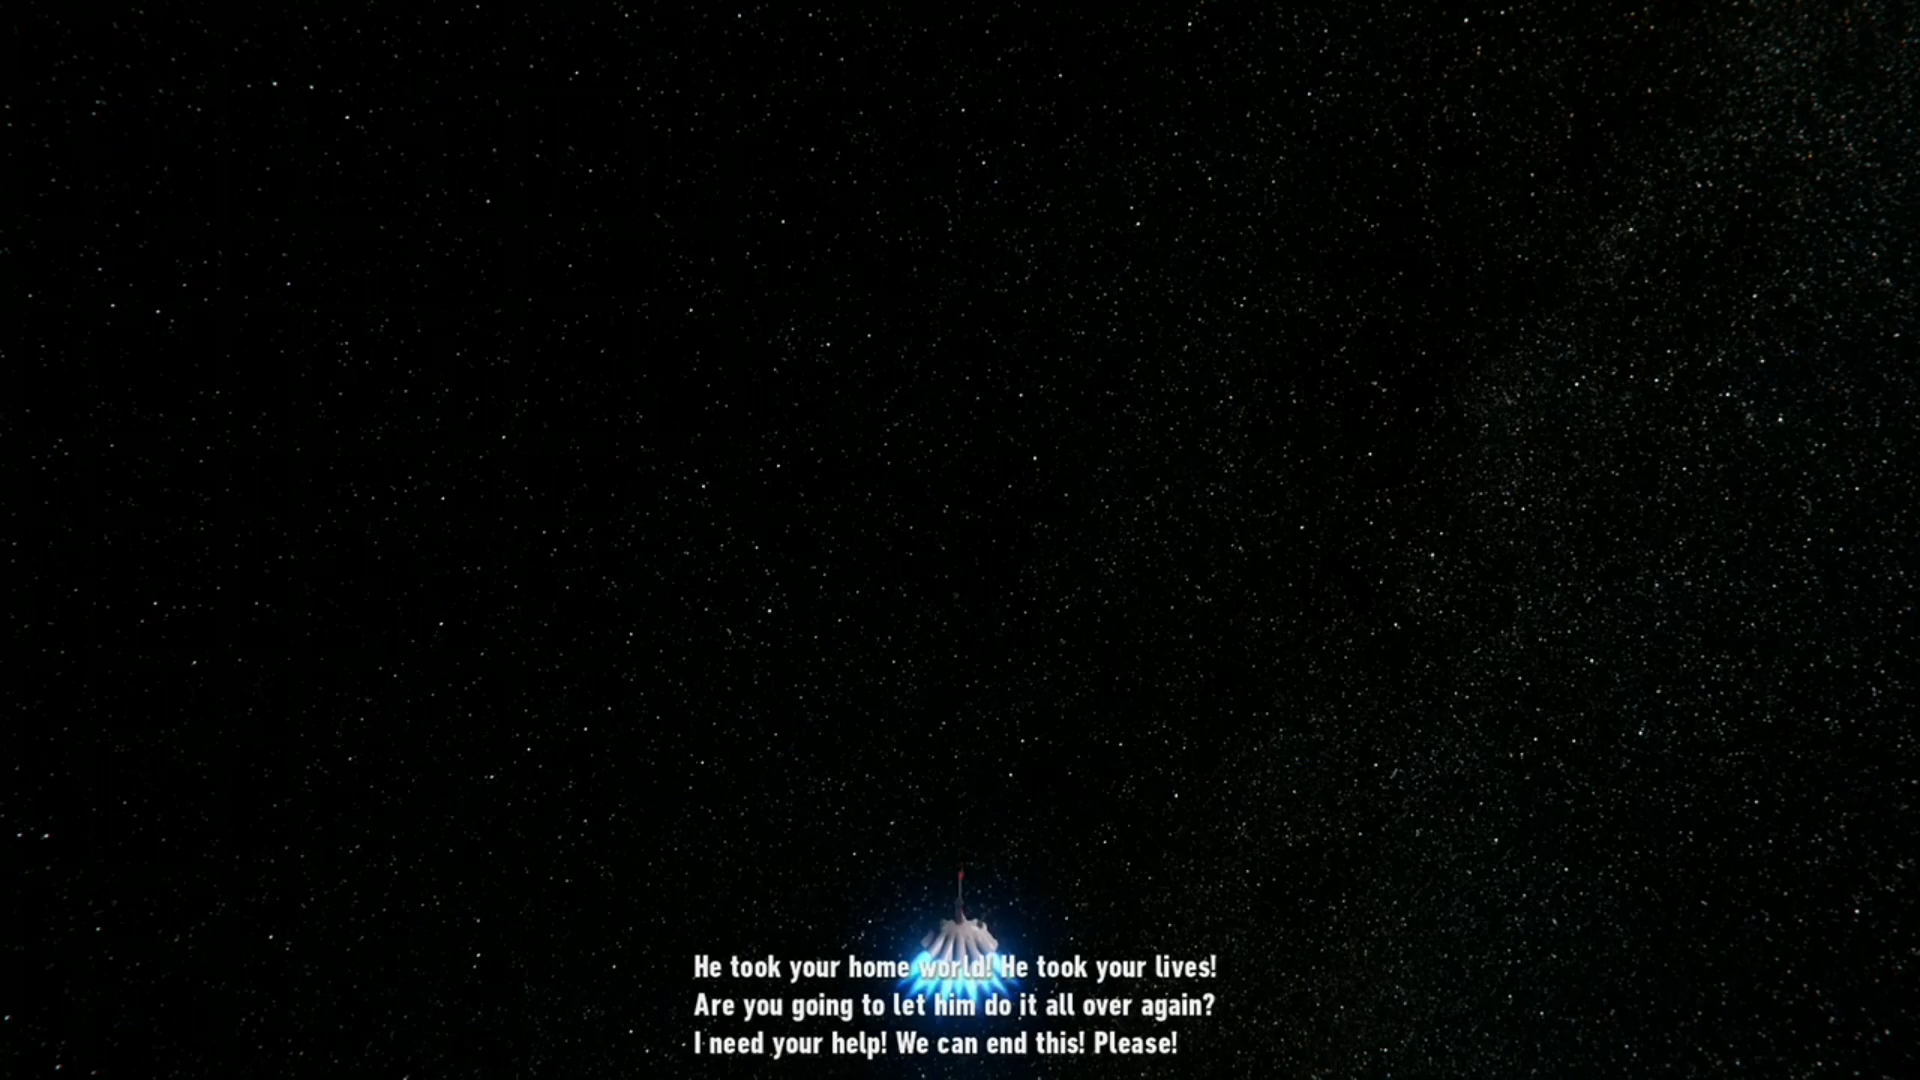 He took your home world! He took your lives!
Are you going to let him do it all over again?
I need your help! We can end this! Please!